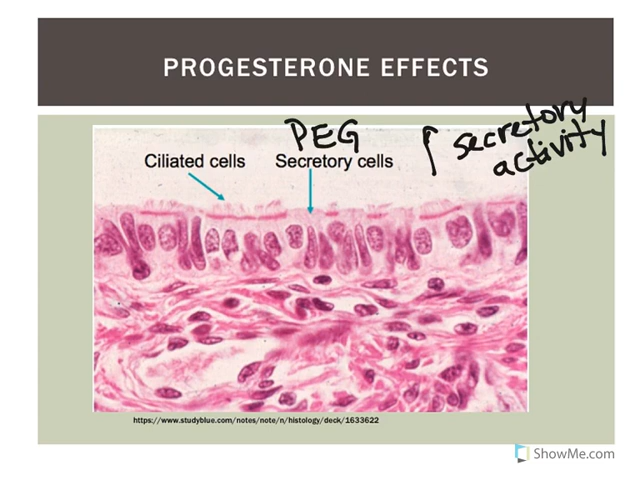 PROGESTERONE EFFECTS
PEG
secretory
activity
Ciliated cells
Secretory cells
https://www.studyblue.com/notes/note/n/histology/deck/1633622
ShowMe.com